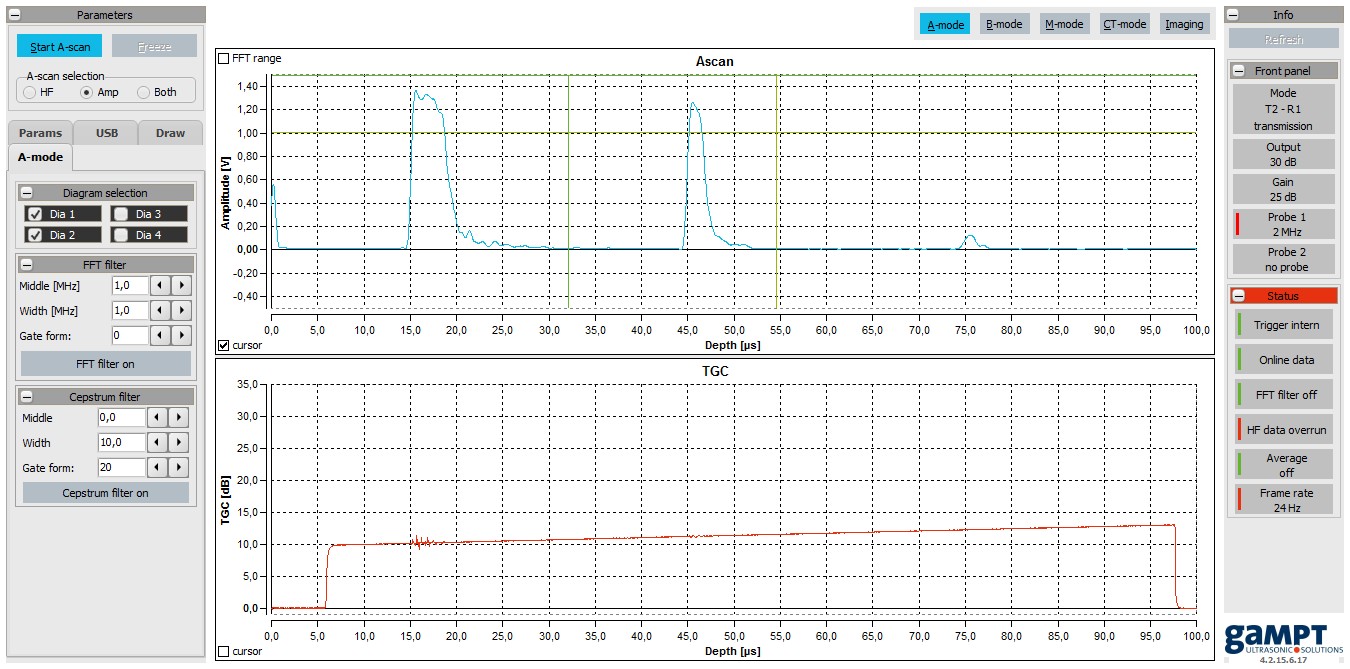 Parameters
Start A-scan
Freeze
A-scan selection
HF
Amp
Both
Params
USB
Draw
A-mode
Diagram selection
Dia 1
Dia 3
Dia 2
Dia 4
FFT filter
Middle [MHz]
1,0
Width [MHz]
1,0
Gate form:
0
FFT filter on
Cepstrum filter
Middle
0,0
Width
10,0
Gate form:
20
Cepstrum filter on
A-mode
B-mode
M-mode
CT-mode
Imaging
FFT range
Ascan
1,40
1,20
1,00
0,80
0,60
0,40
0,20
0,00
-0,20
-0,40
Amplitude [V]
0,0 5,0 10,0 15,0 20,0 25,0 30,0 35,0 40,0 45,0 50,0 55,0 60,0 65,0 70,0 75,0 80,0 85,0 90,0 95,0 100,0
cursor
Depth [µs]
TGC
35,0
30,0
25,0
20,0
15,0
10,0
5,0
0,0
TGC [dB]
0,0 5,0 10,0 15,0 20,0 25,0 30,0 35,0 40,0 45,0 50,0 55,0 60,0 65,0 70,0 75,0 80,0 85,0 90,0 95,0 100,0
cursor
Depth [µs]
Info
Refresh
Front panel
Mode
T2 - R1
transmission
Output
30 dB
Gain
25 dB
Probe 1
2 MHz
Probe 2
no probe
Status
Trigger intern
Online data
FFT filter off
HF data overrun
Average
off
Frame rate
24 Hz
gAMPT
ULTRASONIC SOLUTIONS
4.2.15.6.17